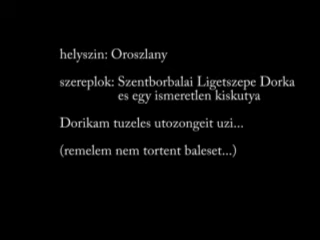 helyszin: Oroszlany
szereplok: Szentborbalai Ligetszepe Dorka
es egy ismeretlen kiskutya
Dorikam tuzeles utozongeit uzi...
(remelem nem tortent baleset...)